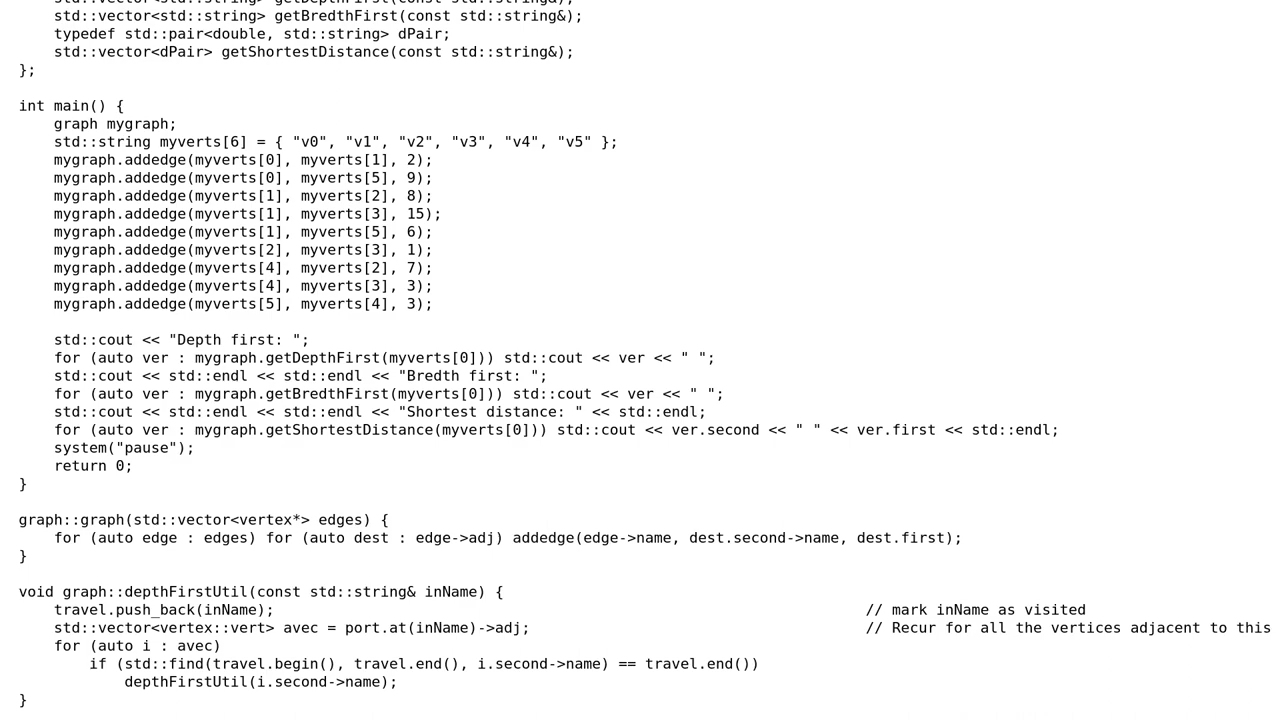 std::vector<std::string> getDepthFirst(const std::string&);
    std::vector<std::string> getBredthFirst(const std::string&);
    typedef std::pair<double, std::string> dPair;
    std::vector<dPair> getShortestDistance(const std::string&);
};

int main() {
    graph mygraph;
    std::string myverts[6] = { "v0", "v1", "v2", "v3", "v4", "v5" };
    mygraph.addedge(myverts[0], myverts[1], 2);
    mygraph.addedge(myverts[0], myverts[5], 9);
    mygraph.addedge(myverts[1], myverts[2], 8);
    mygraph.addedge(myverts[1], myverts[3], 15);
    mygraph.addedge(myverts[1], myverts[5], 6);
    mygraph.addedge(myverts[2], myverts[3], 1);
    mygraph.addedge(myverts[4], myverts[2], 7);
    mygraph.addedge(myverts[4], myverts[3], 3);
    mygraph.addedge(myverts[5], myverts[4], 3);

    std::cout << "Depth first: ";
    for (auto ver : mygraph.getDepthFirst(myverts[0])) std::cout << ver << " ";
    std::cout << std::endl << std::endl << "Bredth first: ";
    for (auto ver : mygraph.getBredthFirst(myverts[0])) std::cout << ver << " ";
    std::cout << std::endl << std::endl << "Shortest distance: " << std::endl;
    for (auto ver : mygraph.getShortestDistance(myverts[0])) std::cout << ver.second << " " << ver.first << std::endl;
    system("pause");
    return 0;
}

graph::graph(std::vector<vertex*> edges) {
    for (auto edge : edges) for (auto dest : edge->adj) addedge(edge->name, dest.second->name, dest.first);
}

void graph::depthFirstUtil(const std::string& inName) {
    travel.push_back(inName); // mark inName as visited
    std::vector<vertex::vert> avec = port.at(inName)->adj; // Recur for all the vertices adjacent to this
    for (auto i : avec)
        if (std::find(travel.begin(), travel.end(), i.second->name) == travel.end())
            depthFirstUtil(i.second->name);
}